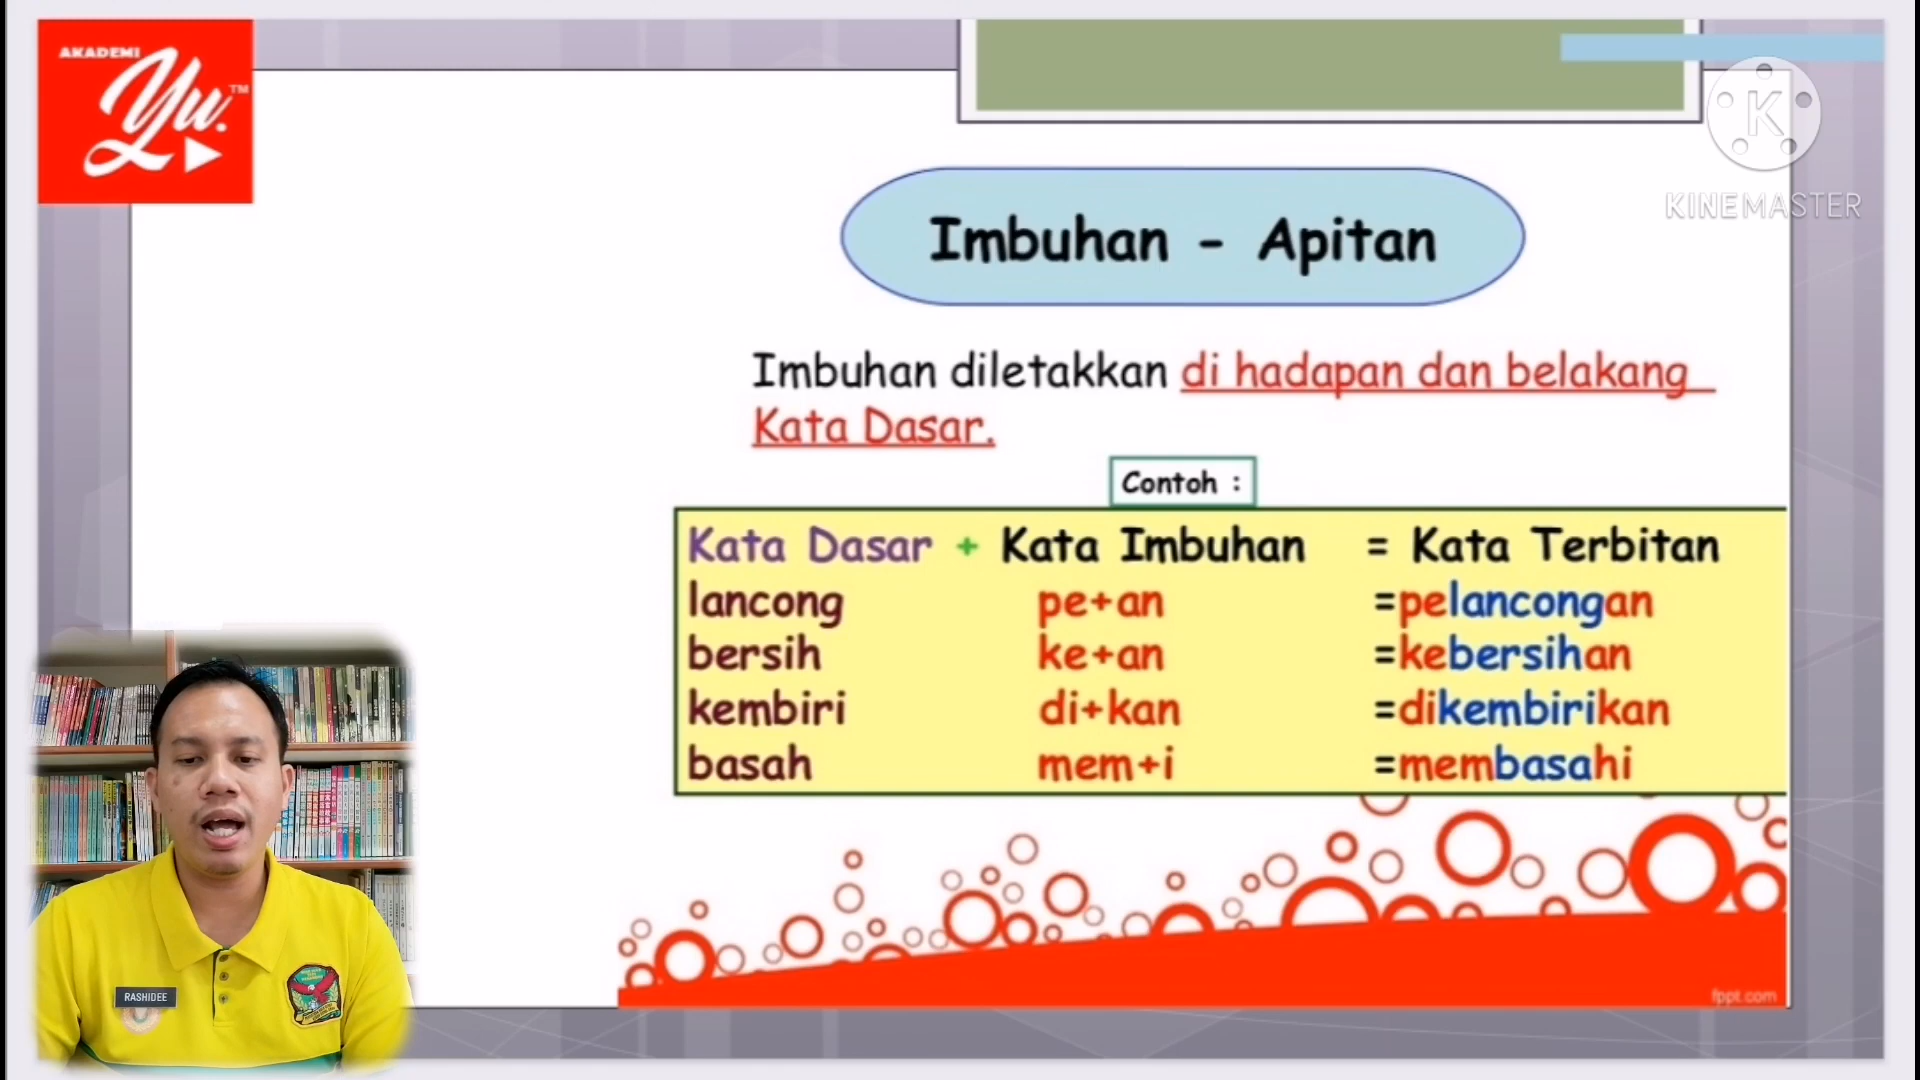 AKADEMI
Yu.
TM
KINEMASTER
Imbuhan - Apitan
Imbuhan diletakkan di hadapan dan belakang
Kata Dasar.
Contoh :
Kata Dasar + Kata Imbuhan = Kata Terbitan
lancong pe+an =pelancongan
bersih ke+an =kebersihan
kembiri di+kan =dikembirikan
basah mem+i =membasahi
RASHIDEE
fppt.com